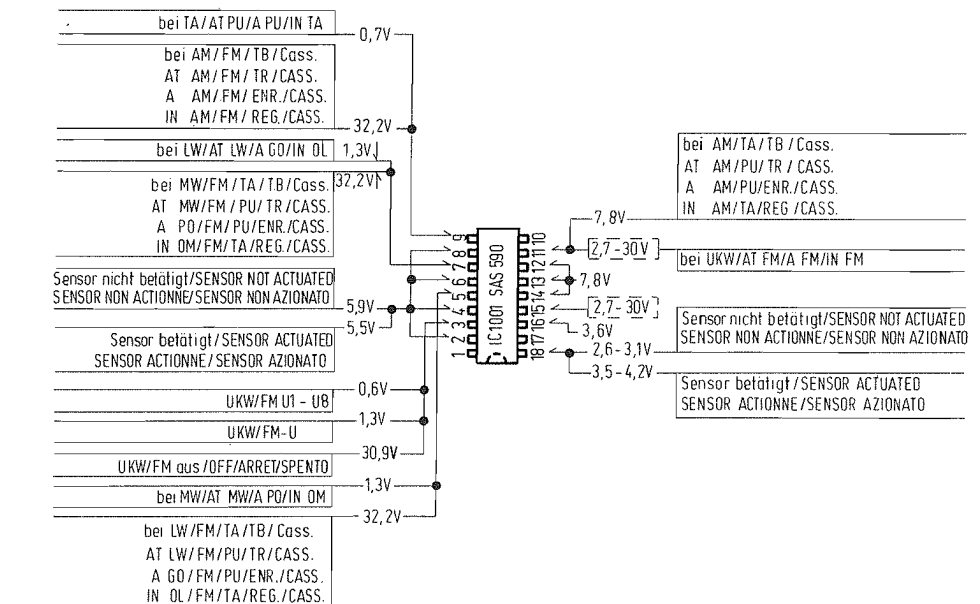 bei TA/AT PU/A PU/IN TA
0,7V
bei AM/FM/TB/Cass.
AT AM/FM/TR/CASS.
A AM/FM/ENR./CASS.
IN AM/FM/REG./CASS.
32,2V
bei LW/AT LW/A GO/IN OL
1,3V
32,2V
bei MW/FM/TA/TB/Cass.
AT MW/FM/PU/TR/CASS.
A PO/FM/PU/ENR./CASS.
IN OM/FM/TA/REG./CASS.
Sensor nicht betätigt/SENSOR NOT ACTUATED
SENSOR NON ACTIONNE/SENSOR NON AZIONATO
5,9V
5,5V
Sensor betätigt/SENSOR ACTUATED
SENSOR ACTIONNE/SENSOR AZIONATO
0,6V
UKW/FM U1 - U8
1,3V
UKW/FM-U
30,9V
UKW/FM aus/OFF/ARRET/SPENTO
1,3V
bei MW/AT MW/A PO/IN OM
32,2V
bei LW/FM/TA/TB/Cass.
AT LW/FM/PU/TR/CASS.
A GO/FM/PU/ENR./CASS.
IN OL/FM/TA/REG./CASS.
9
8
7
6
5
4
3
2
1
IC1001 SAS 590
10
11
12
13
14
15
16
17
18
bei AM/TA/TB/Cass.
AT AM/PU/TR/CASS.
A AM/PU/ENR./CASS.
IN AM/TA/REG/CASS.
7,8V
2,7-30V
bei UKW/AT FM/A FM/IN FM
7,8V
2,7-30V
3,6V
Sensor nicht betätigt/SENSOR NOT ACTUATED
SENSOR NON ACTIONNE/SENSOR NON AZIONATO
2,6-3,1V
3,5-4,2V
Sensor betätigt/SENSOR ACTUATED
SENSOR ACTIONNE/SENSOR AZIONATO